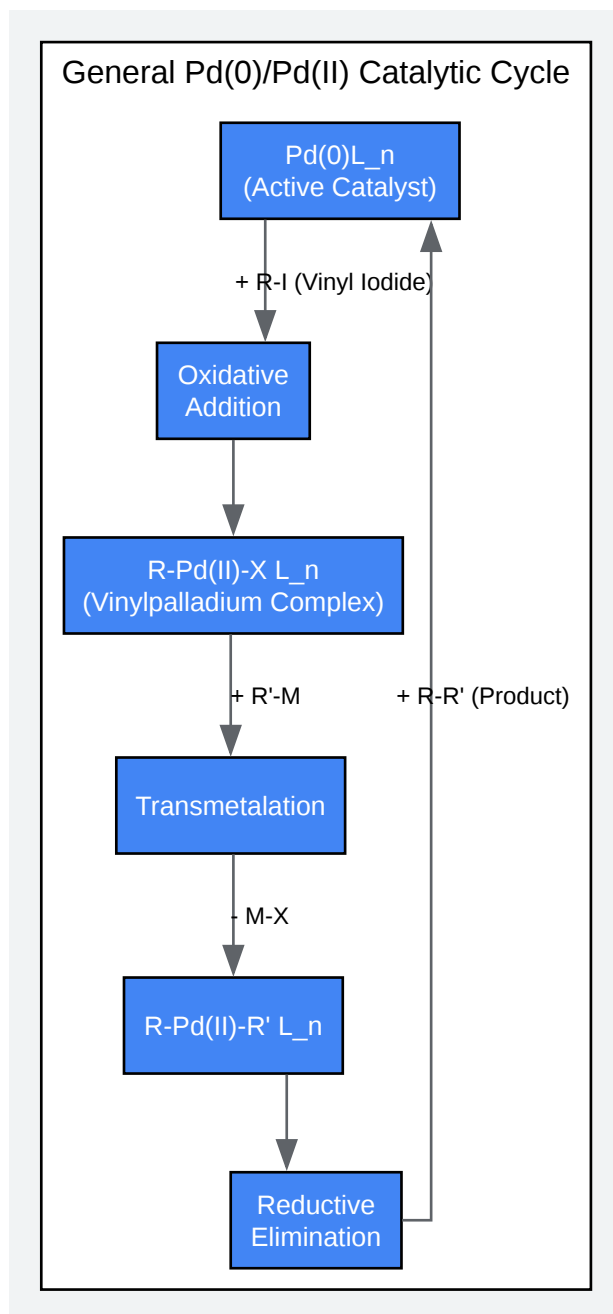 General Pd(0)/Pd(II) Catalytic Cycle
Pd(0)L_n
(Active Catalyst)
+ R-I (Vinyl Iodide)
Oxidative
Addition
R-Pd(II)-X L_n
(Vinylpalladium Complex)
+ R'-M
+ R-R' (Product)
Transmetalation
- M-X
R-Pd(II)-R' L_n
Reductive
Elimination